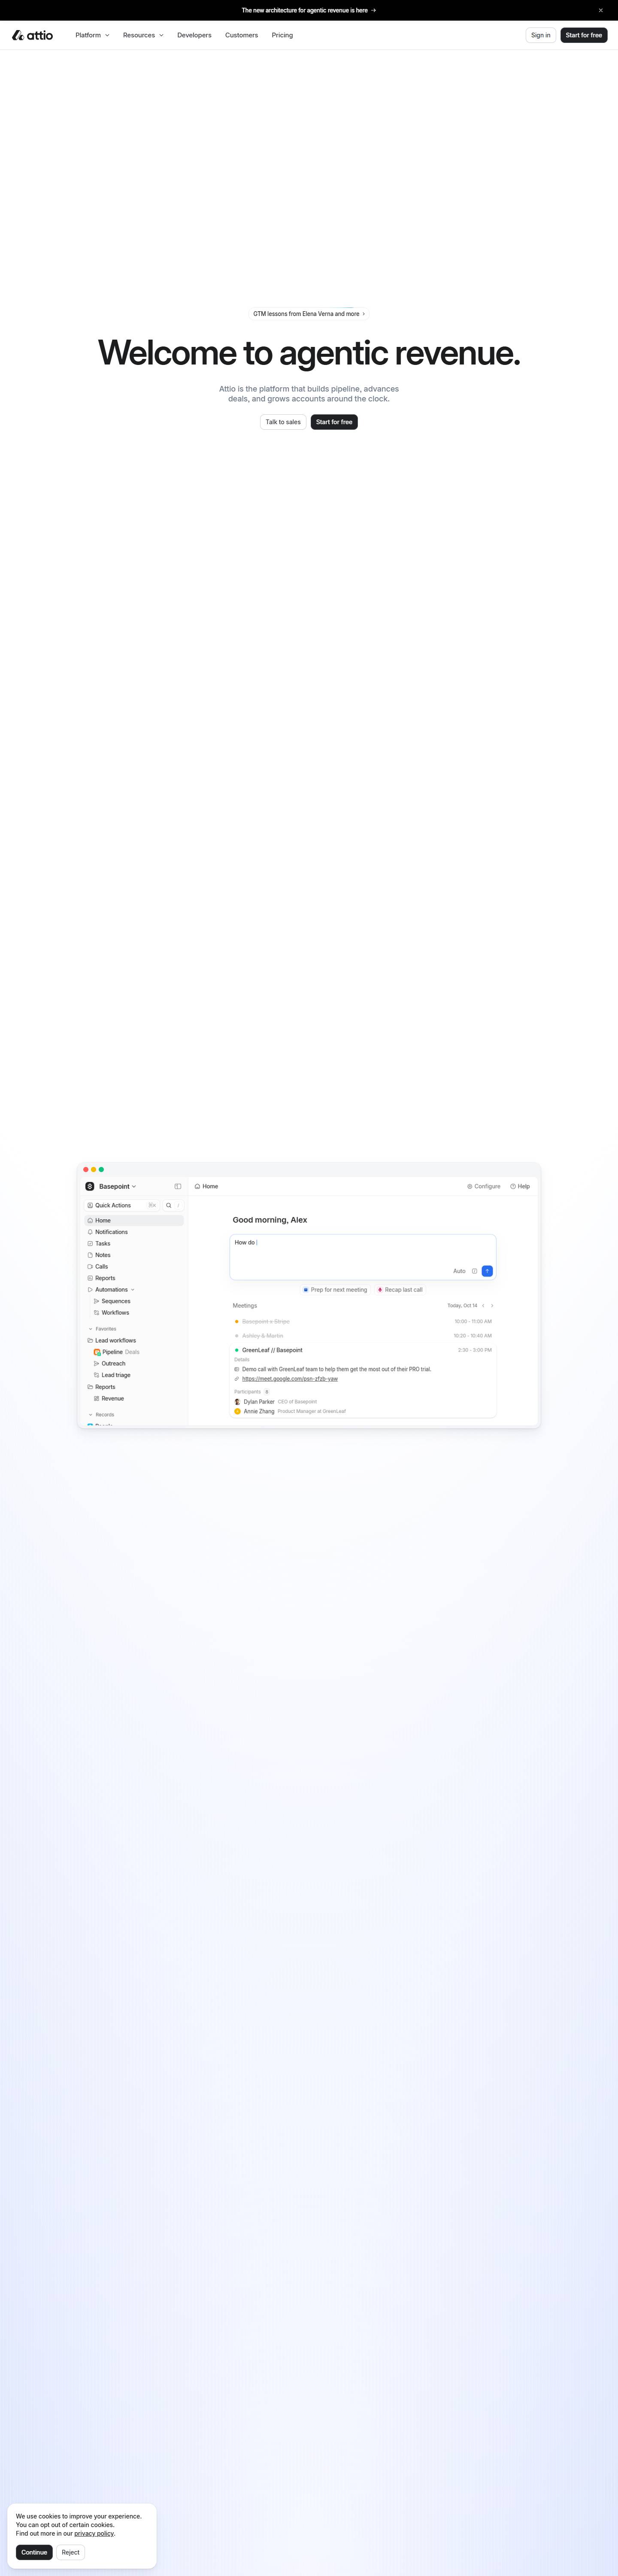 The new architecture for agentic revenue is here →
attio
Platform
Resources
Developers
Customers
Pricing
Sign in
Start for free
GTM lessons from Elena Verna and more
Welcome to agentic revenue.
Attio is the platform that builds pipeline, advances
deals, and grows accounts around the clock.
Talk to sales
Start for free
Basepoint
Home
Configure
Help
Quick Actions
⌘K
/
Home
Notifications
Tasks
Notes
Calls
Reports
Automations
Sequences
Workflows
Favorites
Lead workflows
Pipeline Deals
Outreach
Lead triage
Reports
Revenue
Records
Good morning, Alex
How do
Auto
Prep for next meeting
Recap last call
Meetings
Today, Oct 14
Basepoint x Stripe
10:00 - 11:00 AM
Ashley & Martin
10:20 - 10:40 AM
GreenLeaf // Basepoint
2:30 - 3:00 PM
Details
Demo call with GreenLeaf team to help them get the most out of their PRO trial.
Participants
Dylan Parker CEO of Basepoint
Annie Zhang Product Manager at GreenLeaf
We use cookies to improve your experience.
You can opt out of certain cookies.
Find out more in our privacy policy.
Continue
Reject